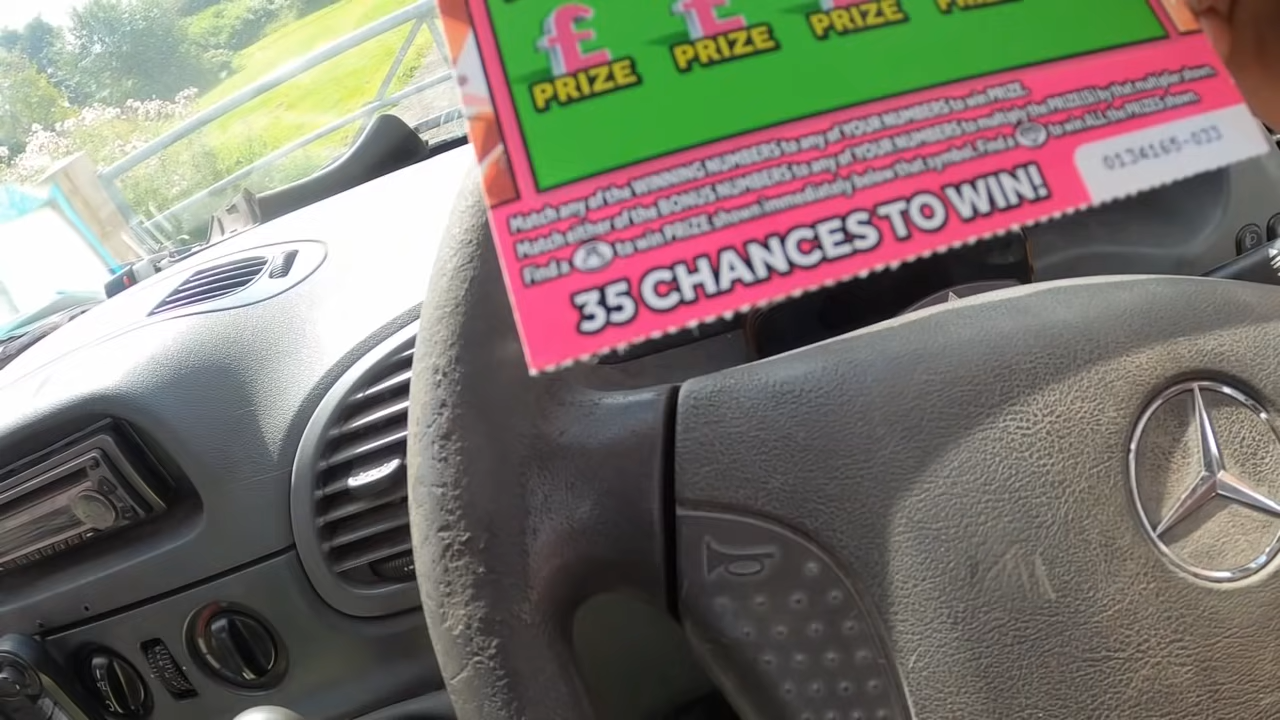 £ £
PRIZE PRIZE PRIZE
Match any of the WINNING NUMBERS to any of YOUR NUMBERS to win PRIZE.
Match either of the BONUS NUMBERS to any of YOUR NUMBERS to multiply the PRIZE(S) by that multiplier shown.
Find a to win PRIZE shown immediately below that symbol. Find a to win ALL the PRIZES shown.
35 CHANCES TO WIN!
0134165-033